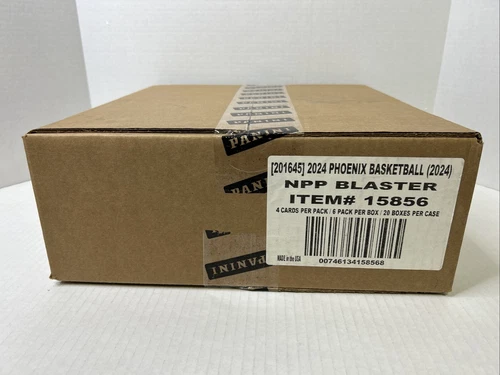 PANINI
[201645] 2024 PHOENIX BASKETBALL (2024)
NPP BLASTER
ITEM# 15856
4 CARDS PER PACK / 6 PACK PER BOX / 20 BOXES PER CASE
MADE in the USA
00746134158568
PANINI